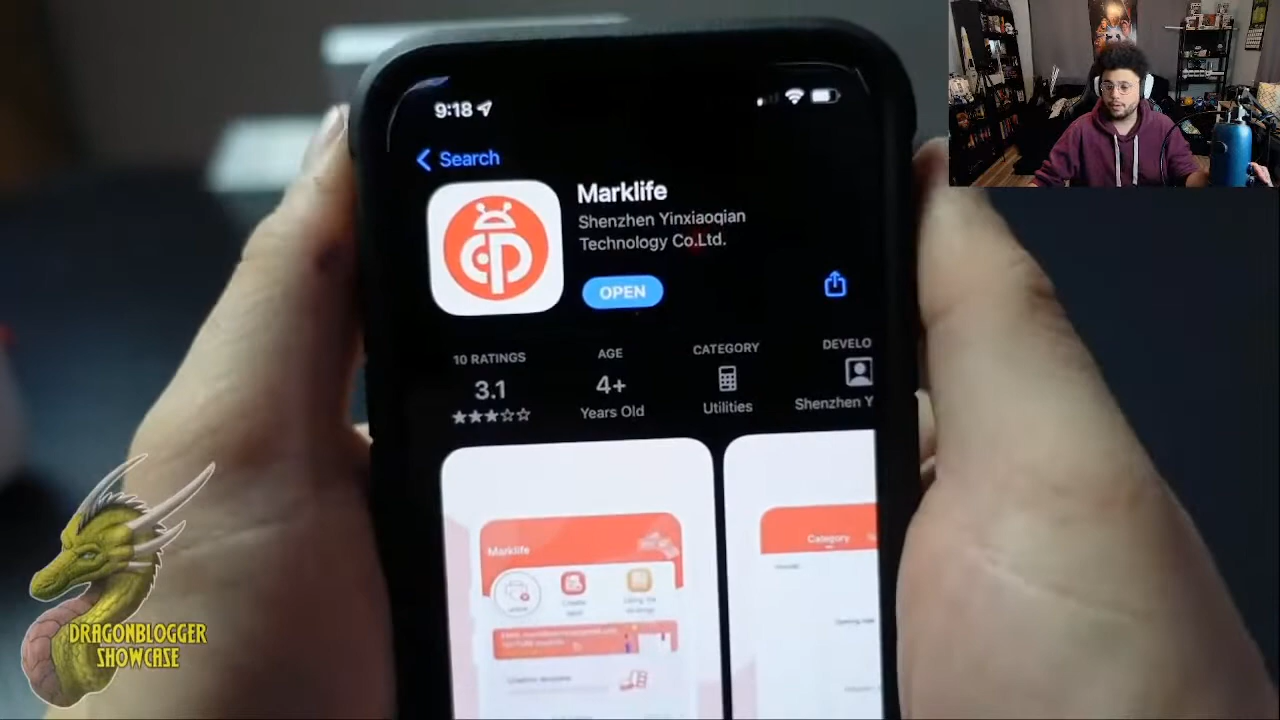 9:18
Search
Marklife
Shenzhen Yinxiaoqian
Technology Co.Ltd.
OPEN
10 RATINGS
3.1
AGE
4+
Years Old
CATEGORY
Utilities
DEVELO
Shenzhen Y
Marklife
Category
DRAGONBLOGGER
SHOWCASE